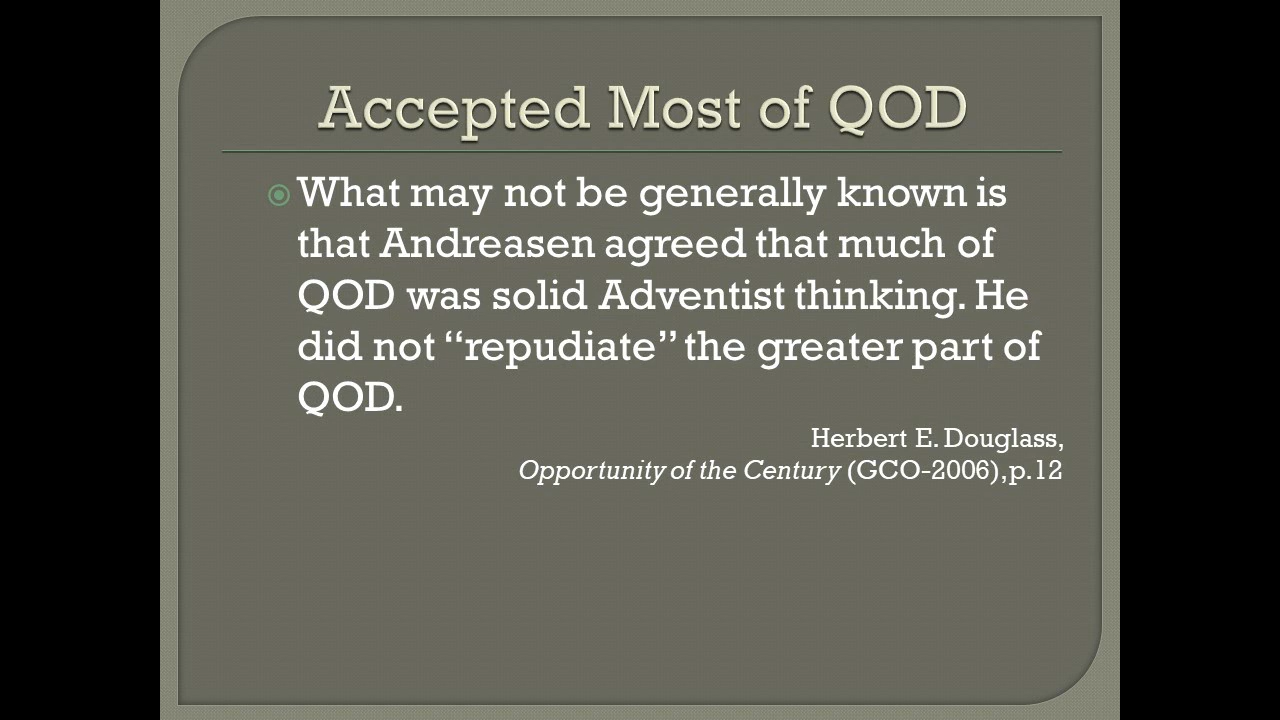 Accepted Most of QOD
What may not be generally known is
that Andreasen agreed that much of
QOD was solid Adventist thinking. He
did not “repudiate” the greater part of
QOD.
Herbert E. Douglass,
Opportunity of the Century (GCO-2006),p.12